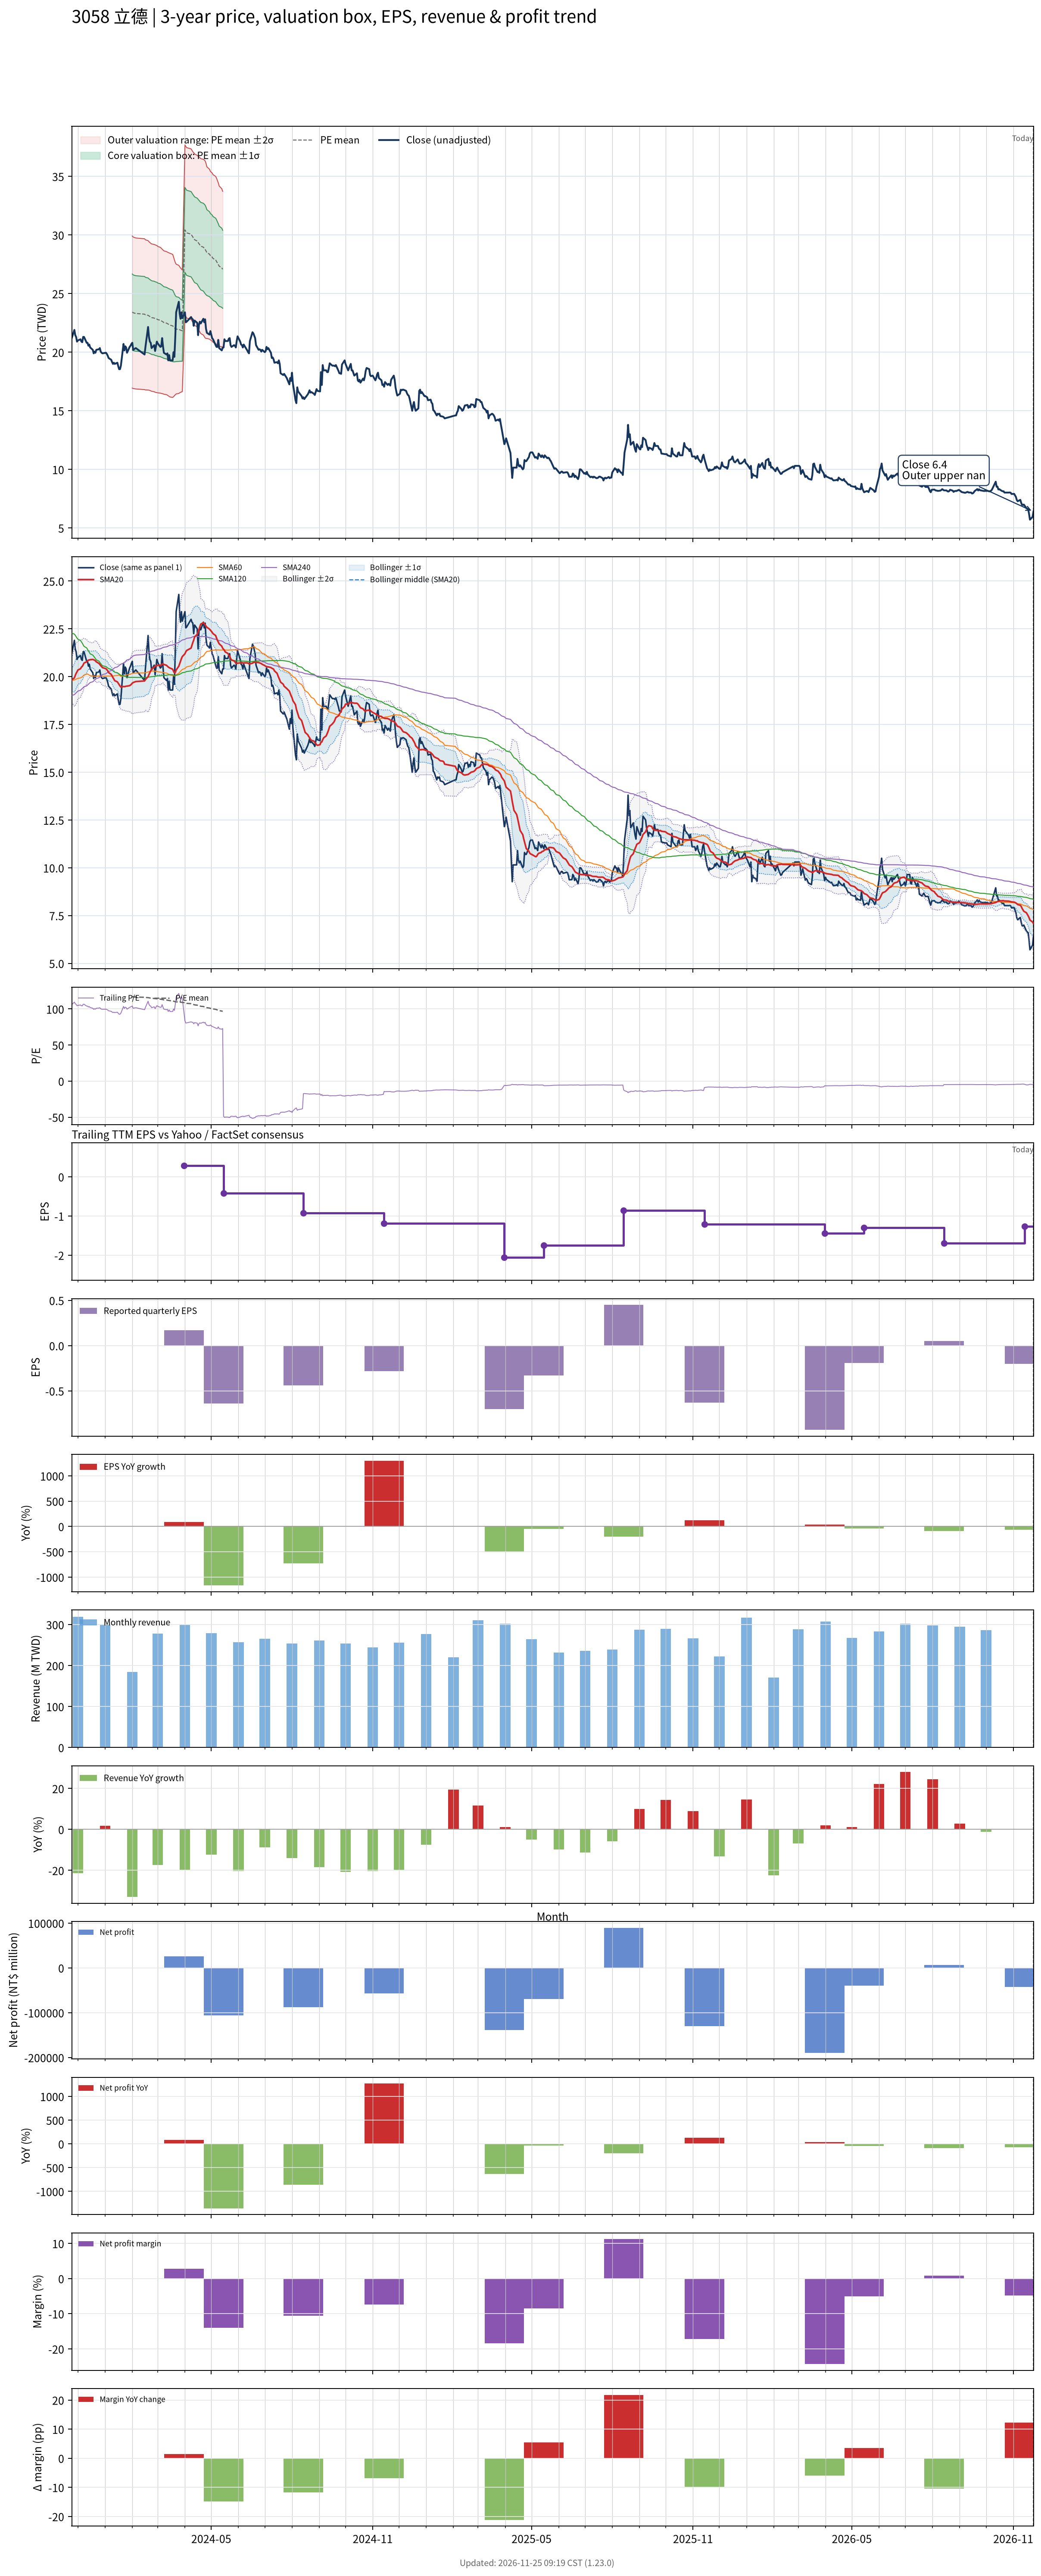 3058 立德 | 3-year price, valuation box, EPS, revenue & profit trend
Outer valuation range: PE mean ±2σ
PE mean
Close (unadjusted)
Core valuation box: PE mean ±1σ
Today
Price (TWD)
35
30
25
20
15
10
5
Close 6.4
Outer upper nan
Close (same as panel 1)
SMA20
SMA60
SMA120
SMA240
Bollinger ±2σ
Bollinger ±1σ
Bollinger middle (SMA20)
Price
25.0
22.5
20.0
17.5
15.0
12.5
10.0
7.5
5.0
Trailing P/E
P/E mean
P/E
100
50
0
-50
Trailing TTM EPS vs Yahoo / FactSet consensus
Today
EPS
0
-1
-2
Reported quarterly EPS
EPS
0.5
0.0
-0.5
EPS YoY growth
YoY (%)
1000
500
0
-500
-1000
Monthly revenue
Revenue (M TWD)
300
200
100
0
Revenue YoY growth
YoY (%)
20
0
-20
Month
Net profit
Net profit (NT$ million)
100000
0
-100000
-200000
Net profit YoY
YoY (%)
1000
500
0
-500
-1000
Net profit margin
Margin (%)
10
0
-10
-20
Margin YoY change
Δ margin (pp)
20
10
0
-10
-20
2024-05
2024-11
2025-05
2025-11
2026-05
2026-11
Updated: 2026-11-25 09:19 CST (1.23.0)